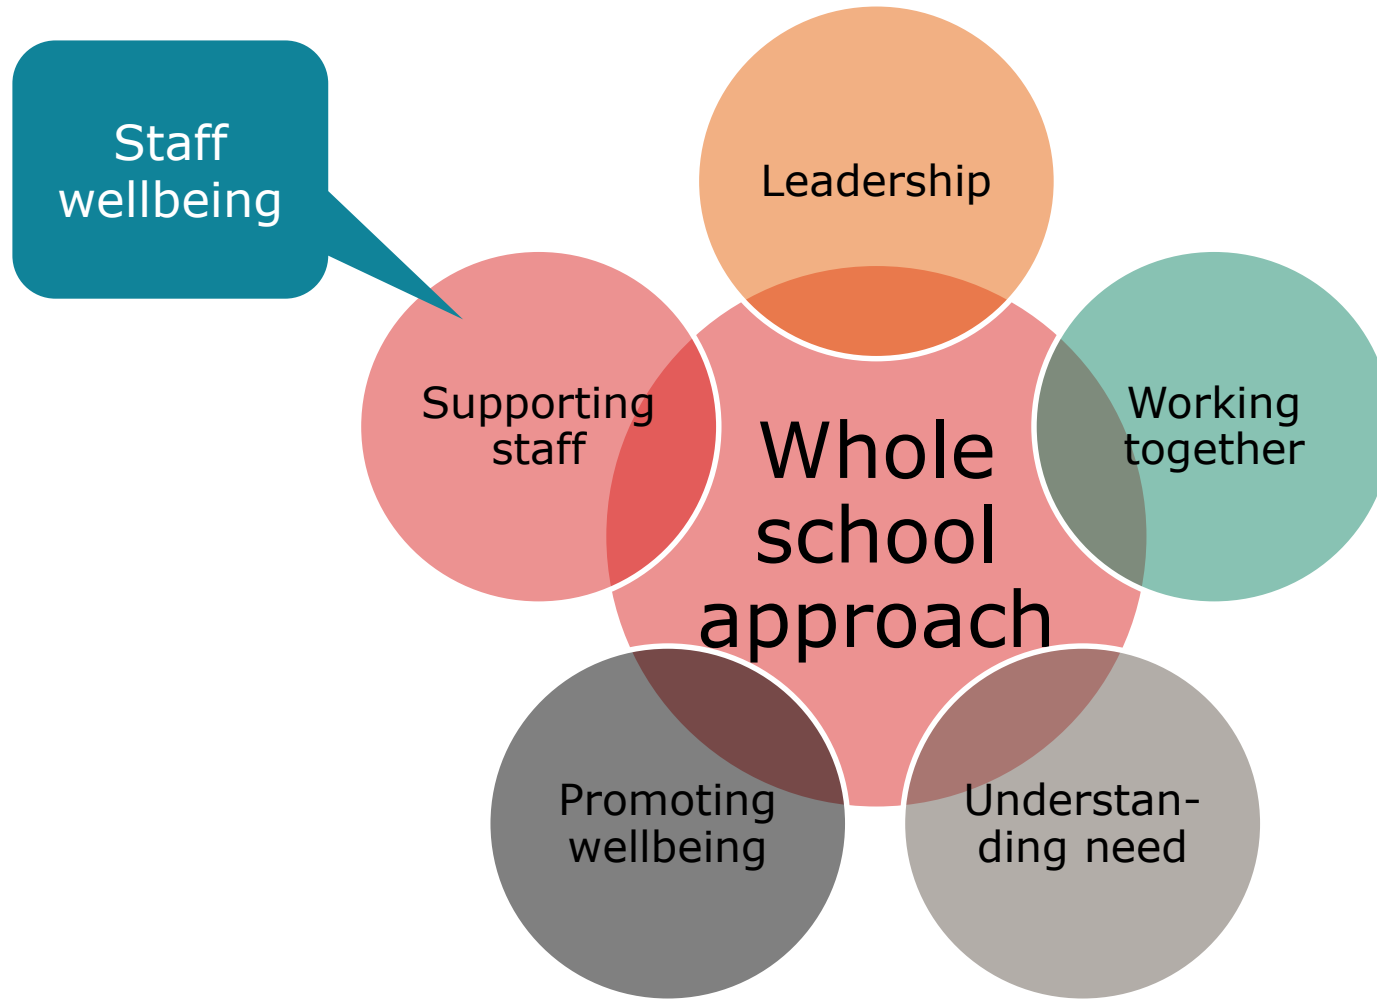 Staff
wellbeing
Leadership
Supporting
staff
Working
together
Whole
school
approach
Promoting
wellbeing
Understan-
ding need